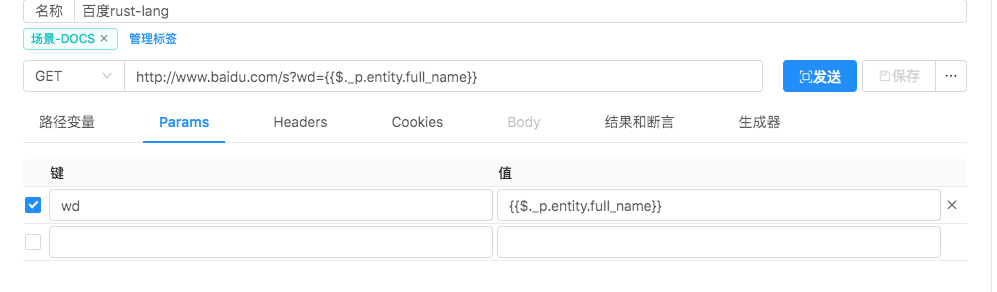 名称 百度rust-lang
场景-DOCS × 管理标签
GET http://www.baidu.com/s?wd={{$._p.entity.full_name}} 发送 保存 ···
路径变量 Params Headers Cookies Body 结果和断言 生成器
键 值
wd {{$._p.entity.full_name}} ×